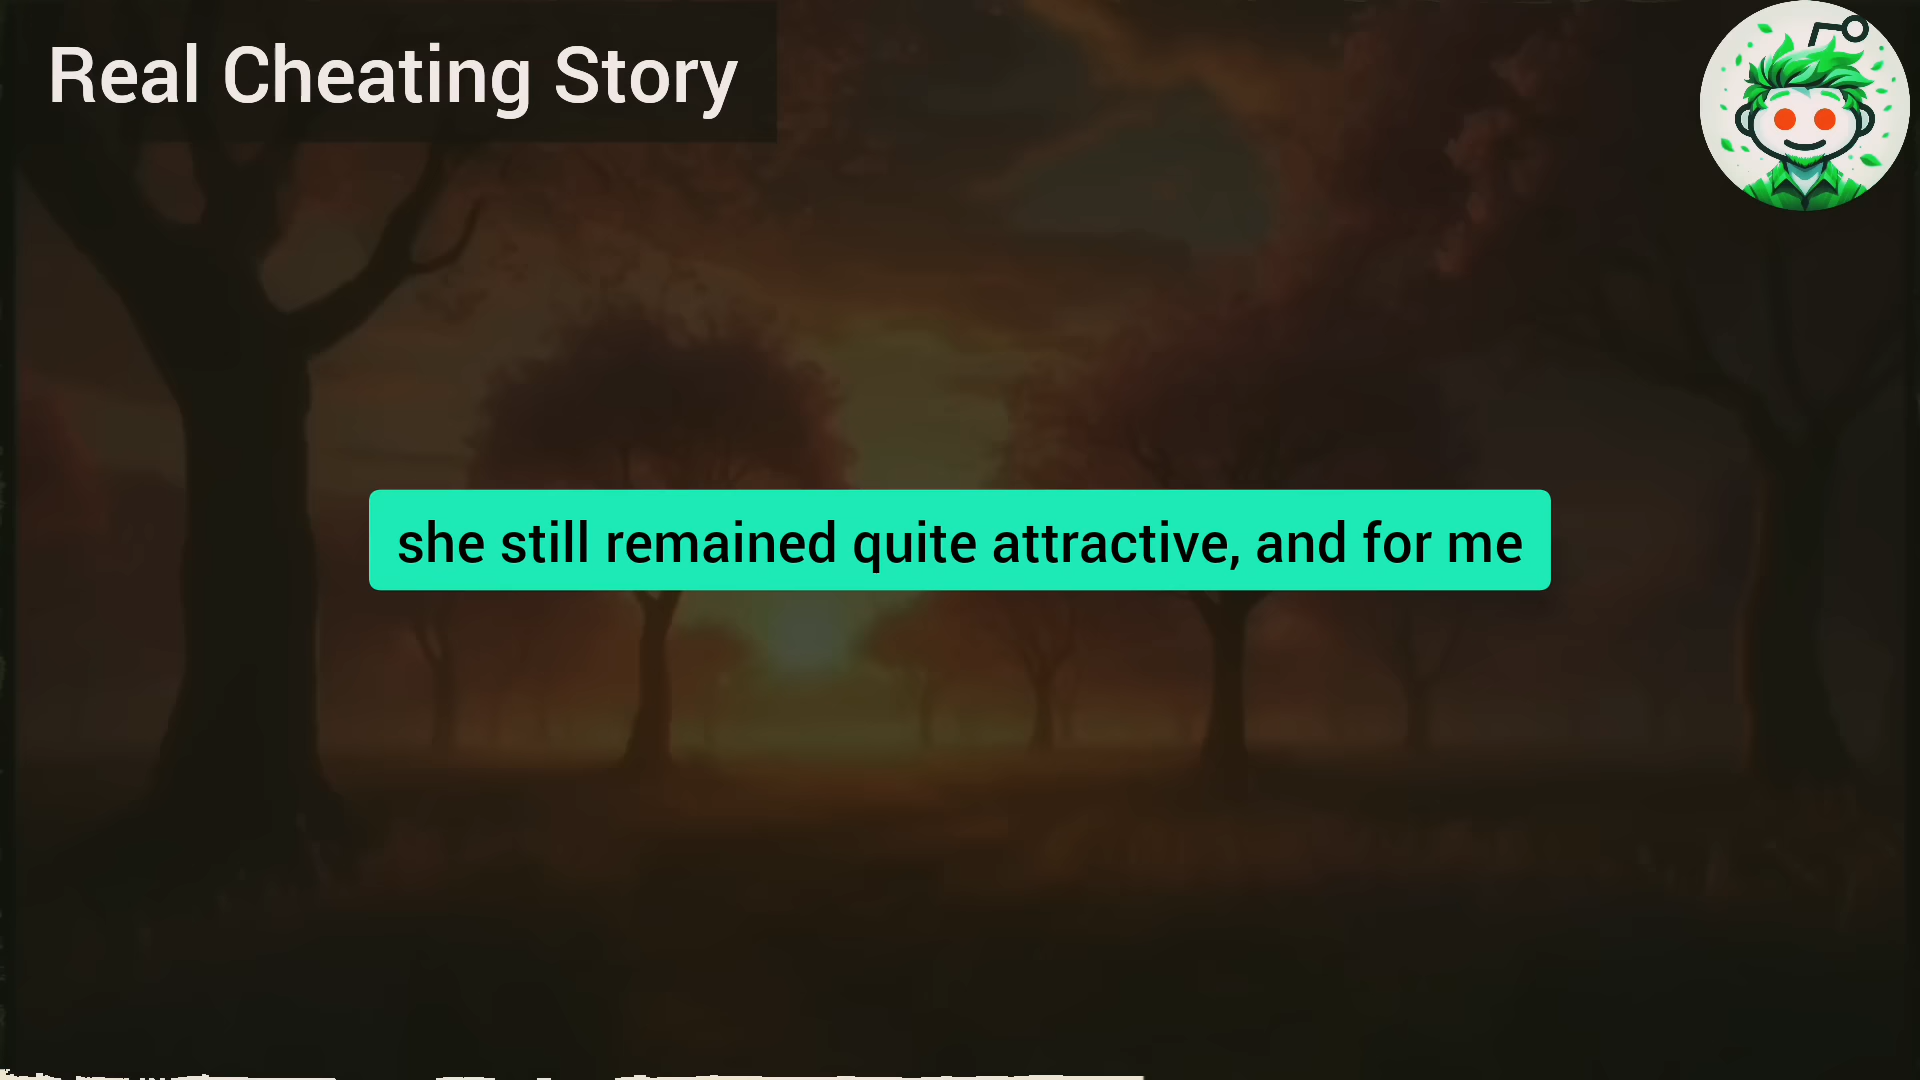 Real Cheating Story
she still remained quite attractive, and for me